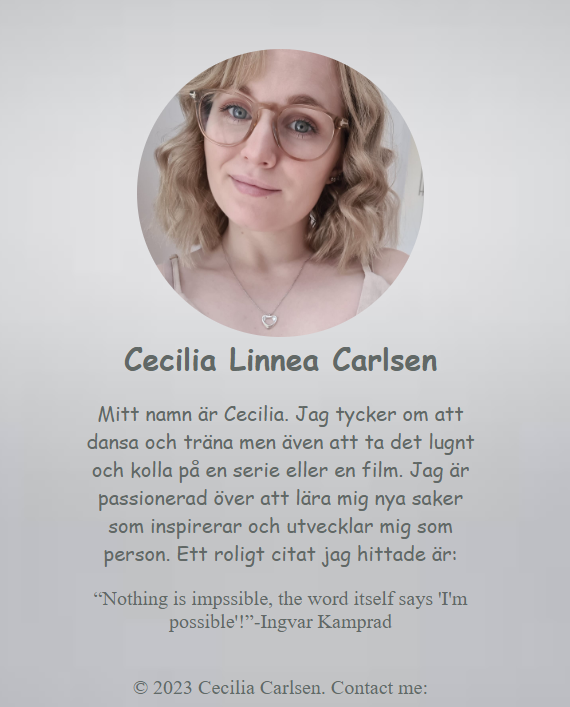 Cecilia Linnea Carlsen
Mitt namn är Cecilia. Jag tycker om att
dansa och träna men även att ta det lugnt
och kolla på en serie eller en film. Jag är
passionerad över att lära mig nya saker
som inspirerar och utvecklar mig som
person. Ett roligt citat jag hittade är:
“Nothing is impssible, the word itself says 'I'm
possible'!”-Ingvar Kamprad
© 2023 Cecilia Carlsen. Contact me: